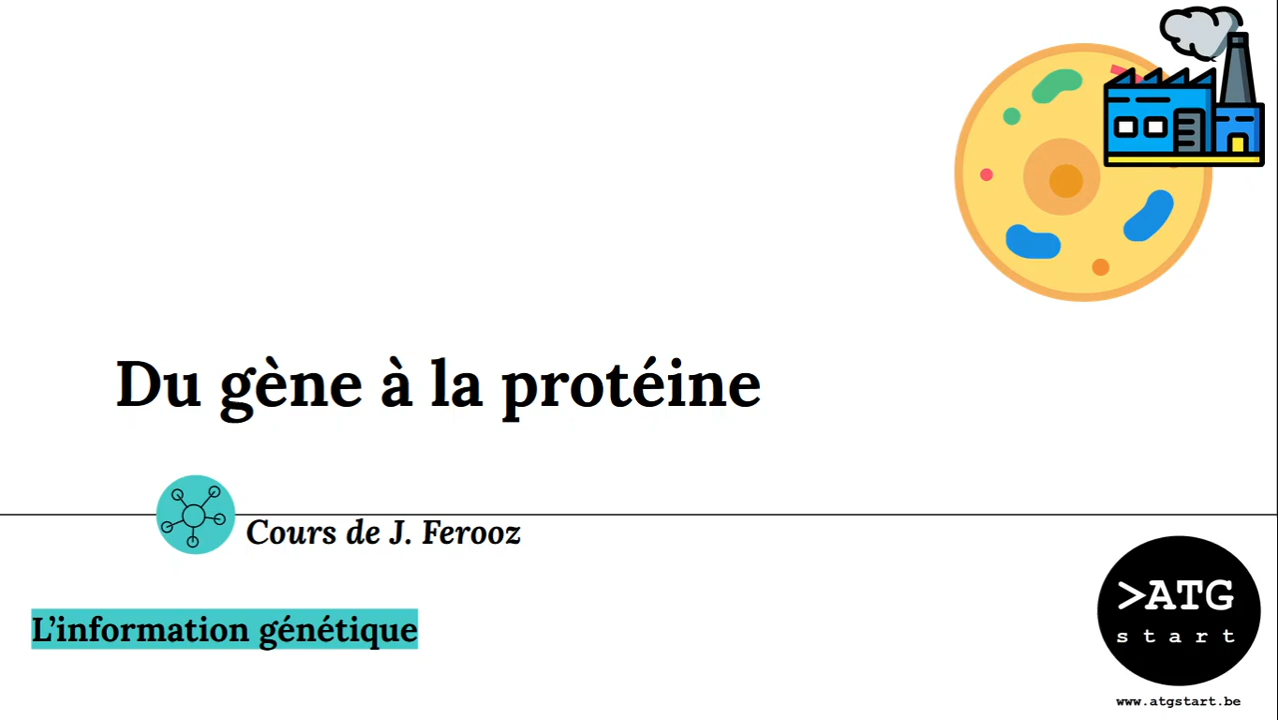 Du gène à la protéine
Cours de J. Ferooz
L’information génétique
>ATG
start
www.atgstart.be